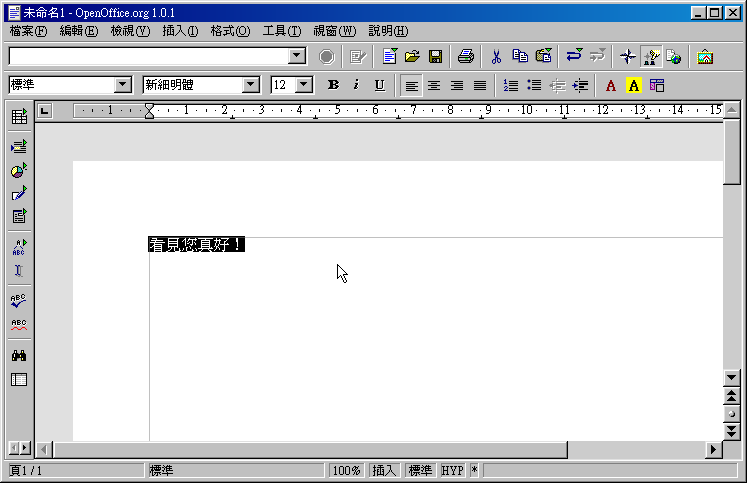 未命名1 - OpenOffice.org 1.0.1
檔案(F) 編輯(E) 檢視(V) 插入(I) 格式(O) 工具(T) 視窗(W) 說明(H)
標準 新細明體 12 B i U A A
1 1 2 3 4 5 6 7 8 9 10 11 12 13 14 15
看見您真好！
ABC
ABC
ABC
頁1 / 1 標準 100% 插入 標準 HYP *